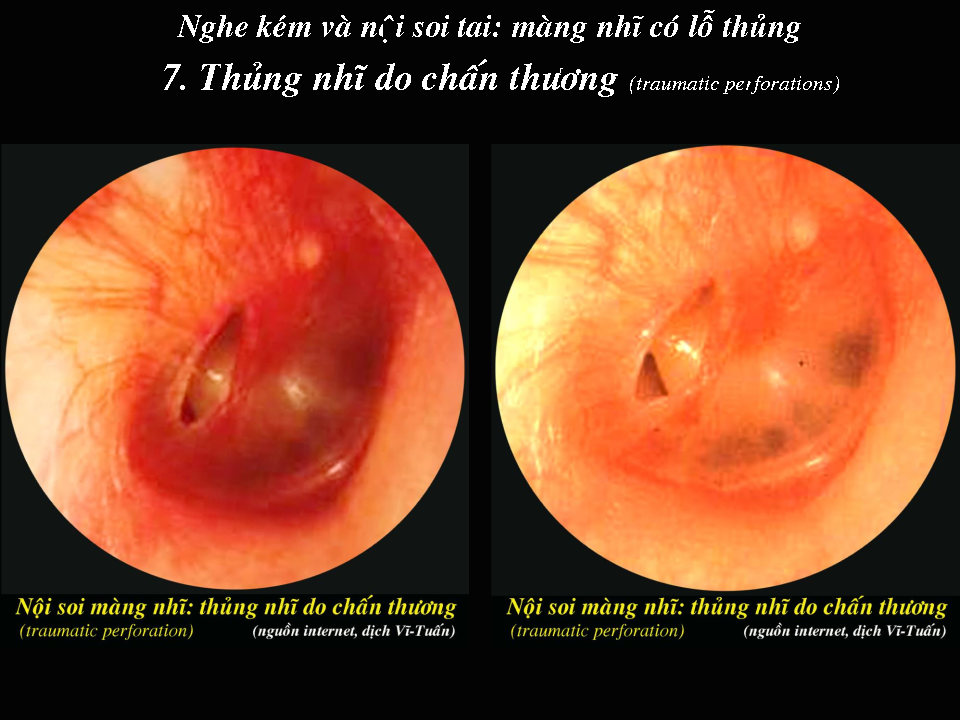 Nghe kém và nội soi tai: màng nhĩ có lỗ thủng
7. Thủng nhĩ do chấn thương (traumatic perforations)
Nội soi màng nhĩ: thủng nhĩ do chấn thương
(traumatic perforation) (nguồn internet, dịch Vĩ-Tuấn)
Nội soi màng nhĩ: thủng nhĩ do chấn thương
(traumatic perforation) (nguồn internet, dịch Vĩ-Tuấn)